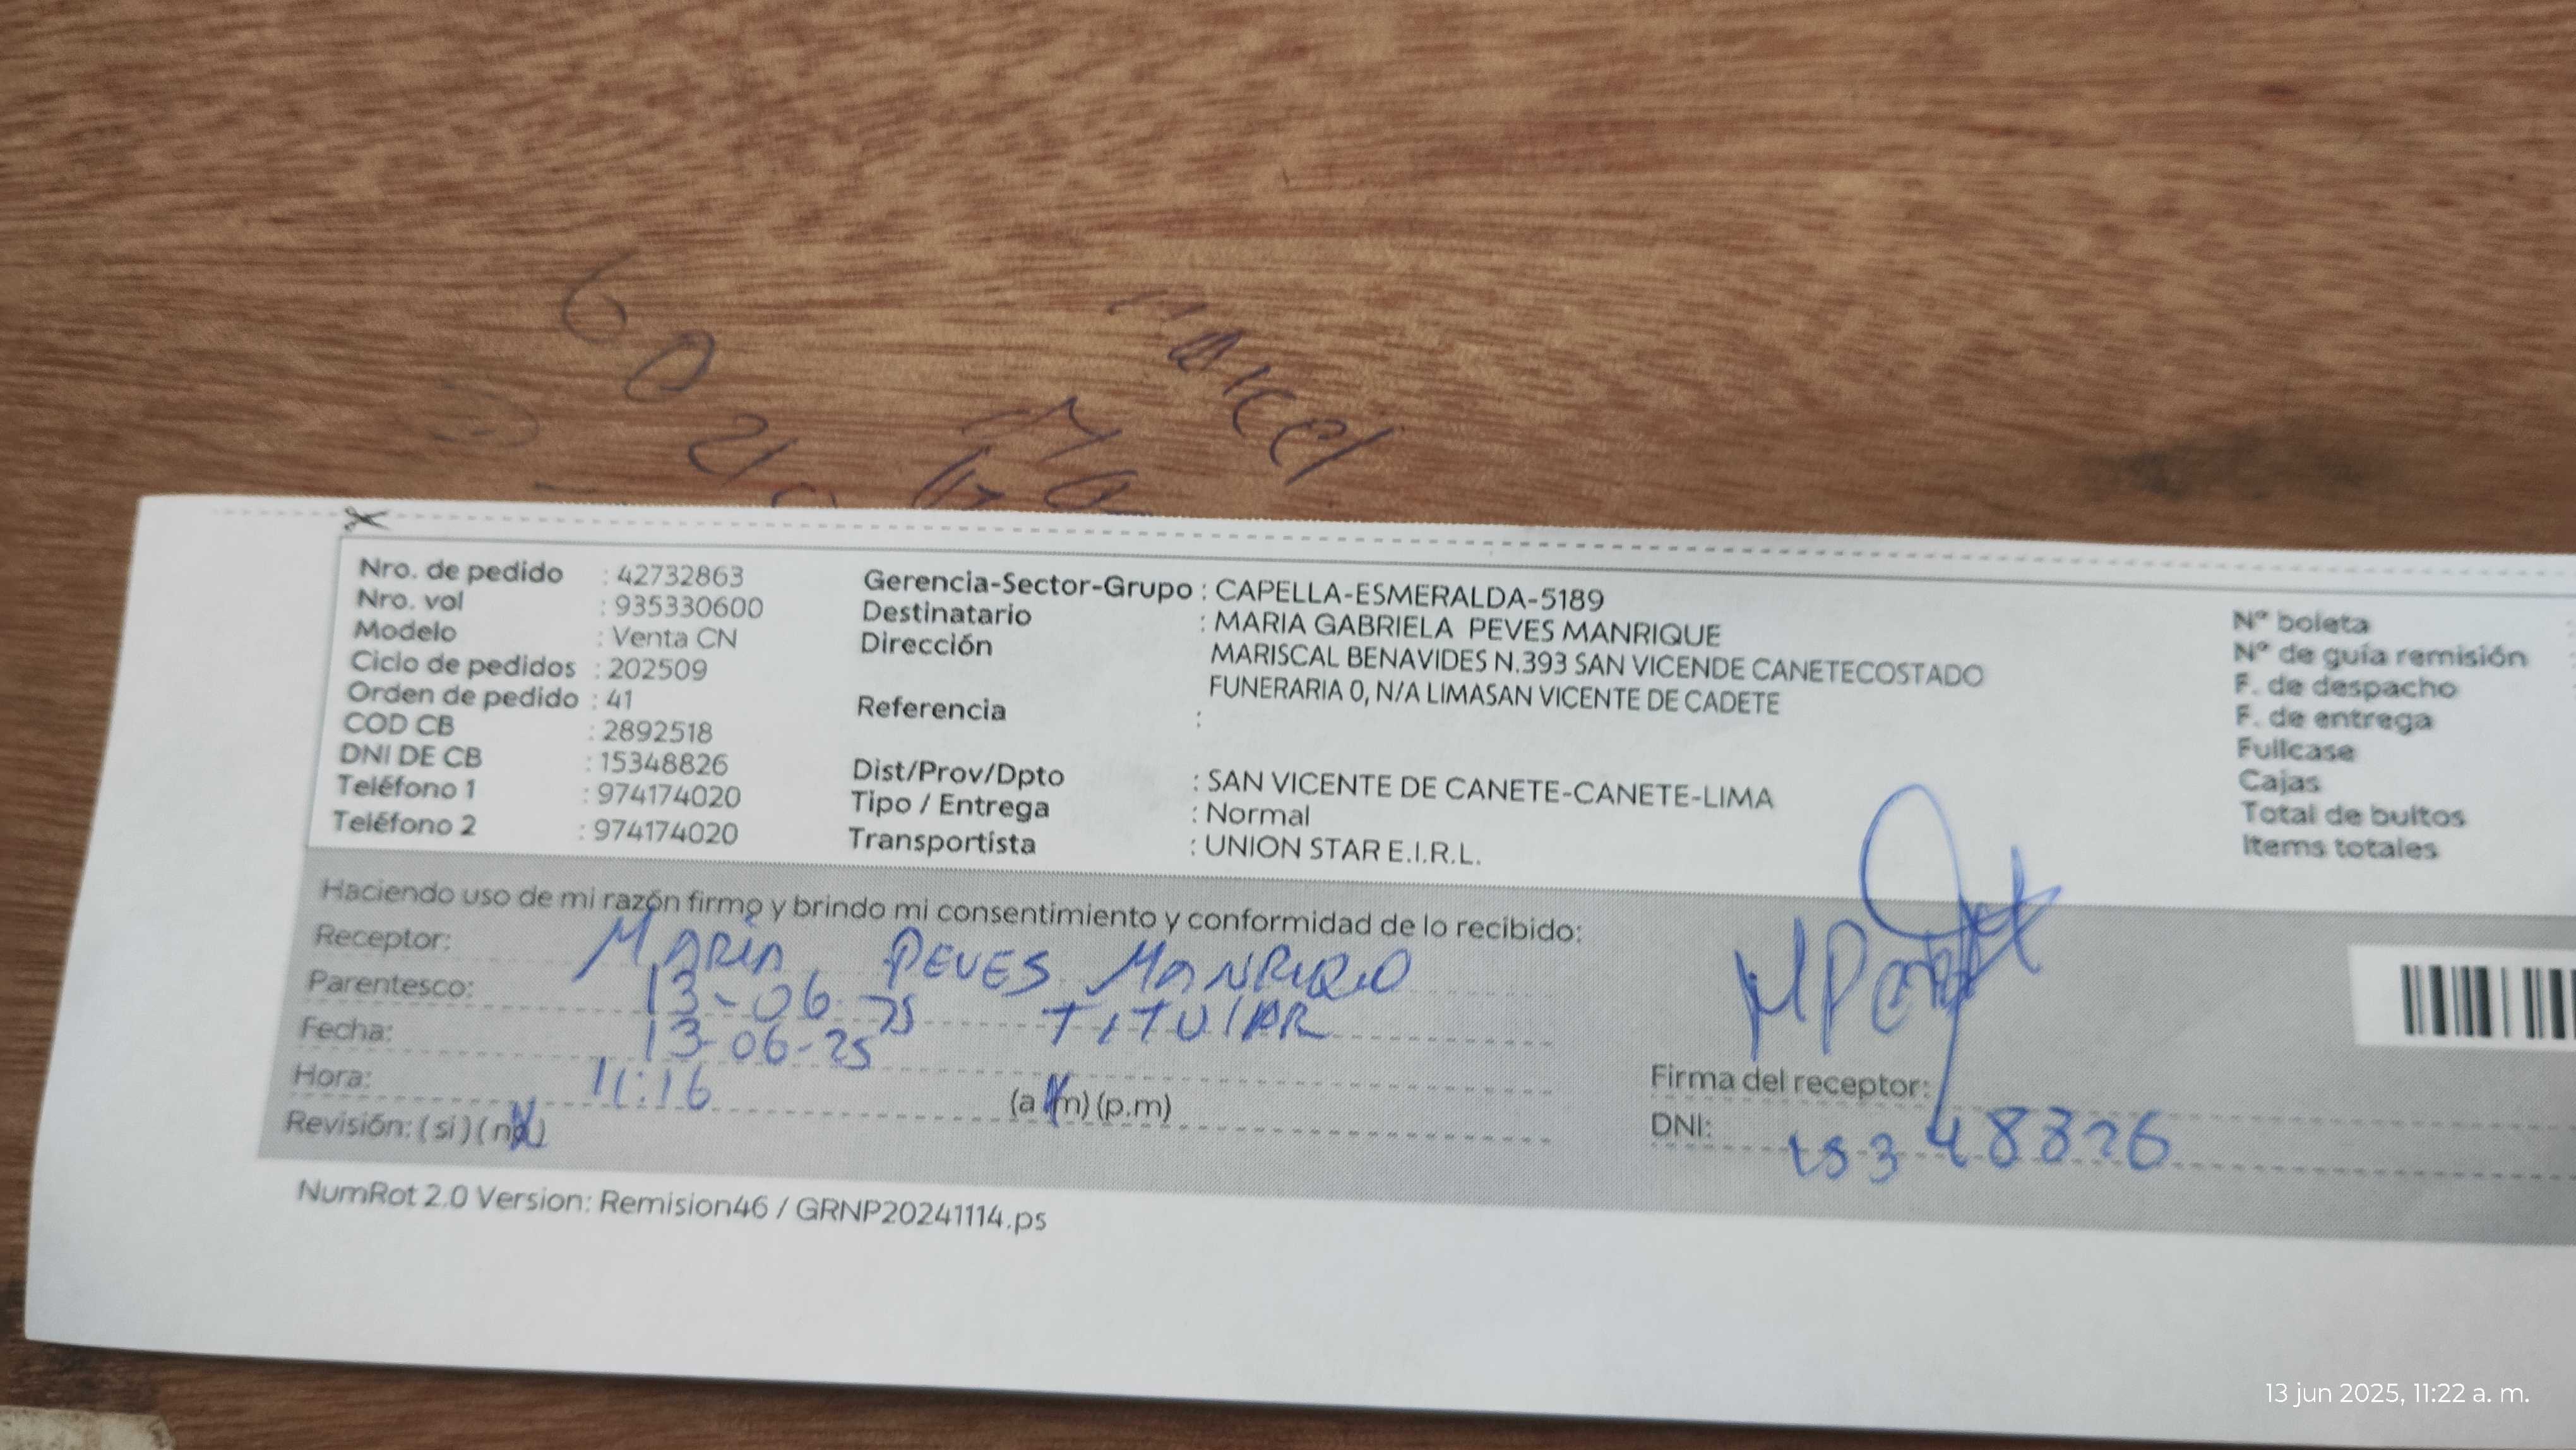 Nro. de pedido : 42732863
Nro. vol : 935330600
Modelo : Venta CN
Ciclo de pedidos : 202509
Orden de pedido : 41
COD CB : 2892518
DNI DE CB : 15348826
Teléfono 1 : 974174020
Teléfono 2 : 974174020
Gerencia-Sector-Grupo : CAPELLA-ESMERALDA-5189
Destinatario : MARIA GABRIELA PEVES MANRIQUE
Dirección MARISCAL BENAVIDES N.393 SAN VICENDE CANETECOSTADO
FUNERARIA 0, N/A LIMASAN VICENTE DE CADETE
Referencia :
Dist/Prov/Dpto : SAN VICENTE DE CANETE-CANETE-LIMA
Tipo / Entrega : Normal
Transportista : UNION STAR E.I.R.L.
N° boleta
N° de guía remisión
F. de despacho
F. de entrega
Fullcase
Cajas
Total de bultos
Items totales
Haciendo uso de mi razón firmo y brindo mi consentimiento y conformidad de lo recibido:
Receptor: MARIA PEVES MANRIQUE
Parentesco: 13-06-25 TITULAR
Fecha: 13-06-25
Hora: 11:16 (a.m) (p.m)
Revisión: (si) (no)
Firma del receptor:
DNI: 15348826
NumRot 2.0 Version: Remision46 / GRNP20241114.ps
13 jun 2025, 11:22 a. m.